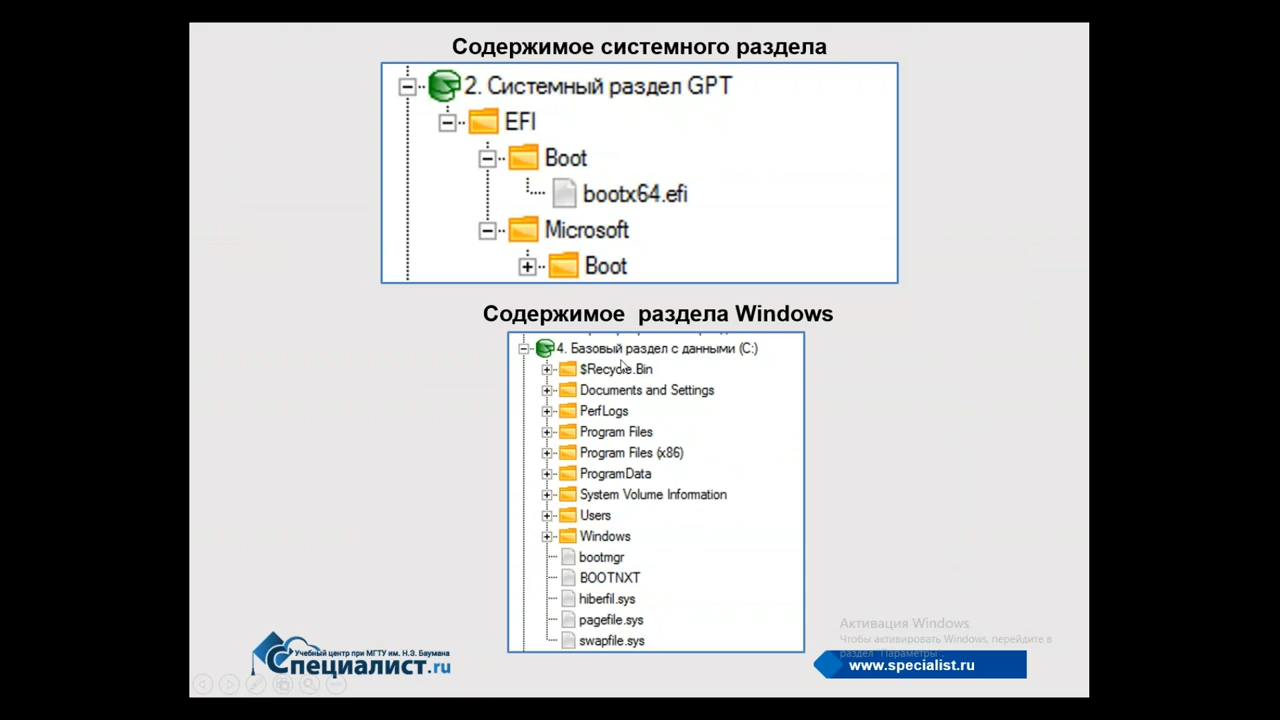 Содержимое системного раздела
2. Системный раздел GPT
EFI
Boot
bootx64.efi
Microsoft
Boot
Содержимое раздела Windows
4. Базовый раздел с данными (C:)
$Recycle.Bin
Documents and Settings
PerfLogs
Program Files
Program Files (x86)
ProgramData
System Volume Information
Users
Windows
bootmgr
BOOTNXT
hiberfil.sys
pagefile.sys
swapfile.sys
Активация Windows
Чтобы активировать Windows, перейдите в
раздел "Параметры".
Учебный центр при МГТУ им. Н.Э. Баумана
Специалист.ru
www.specialist.ru